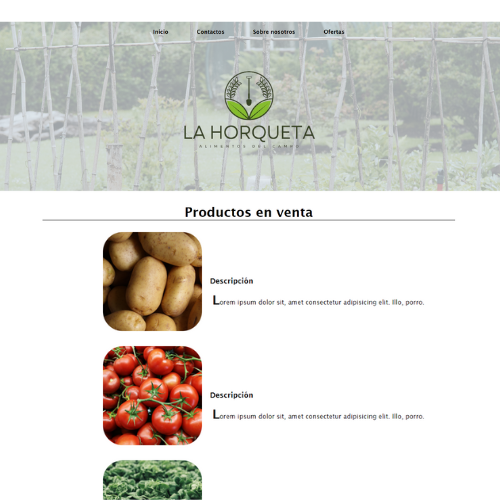 Inicio Contactos Sobre nosotros Ofertas
LA HORQUETA
ALIMENTOS DEL CAMPO
Productos en venta
Descripción
Lorem ipsum dolor sit, amet consectetur adipisicing elit. Illo, porro.
Descripción
Lorem ipsum dolor sit, amet consectetur adipisicing elit. Illo, porro.